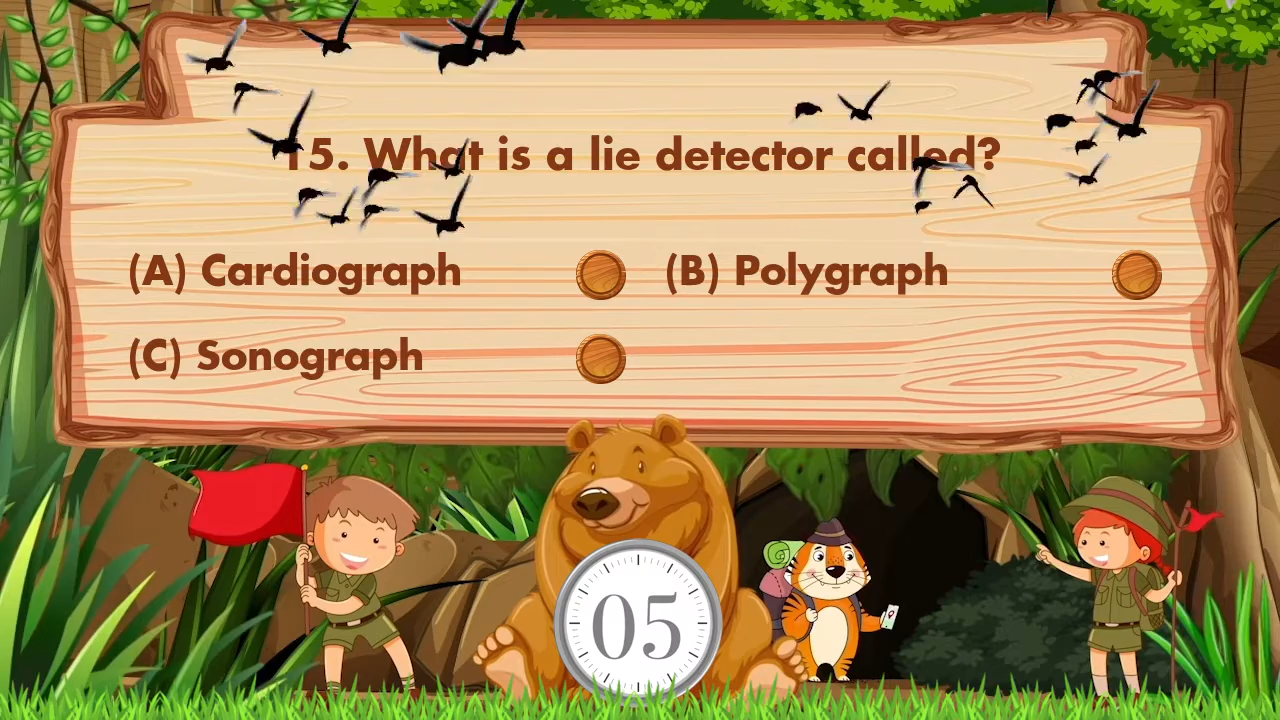 15. What is a lie detector called?
(A) Cardiograph
(B) Polygraph
(C) Sonograph
05